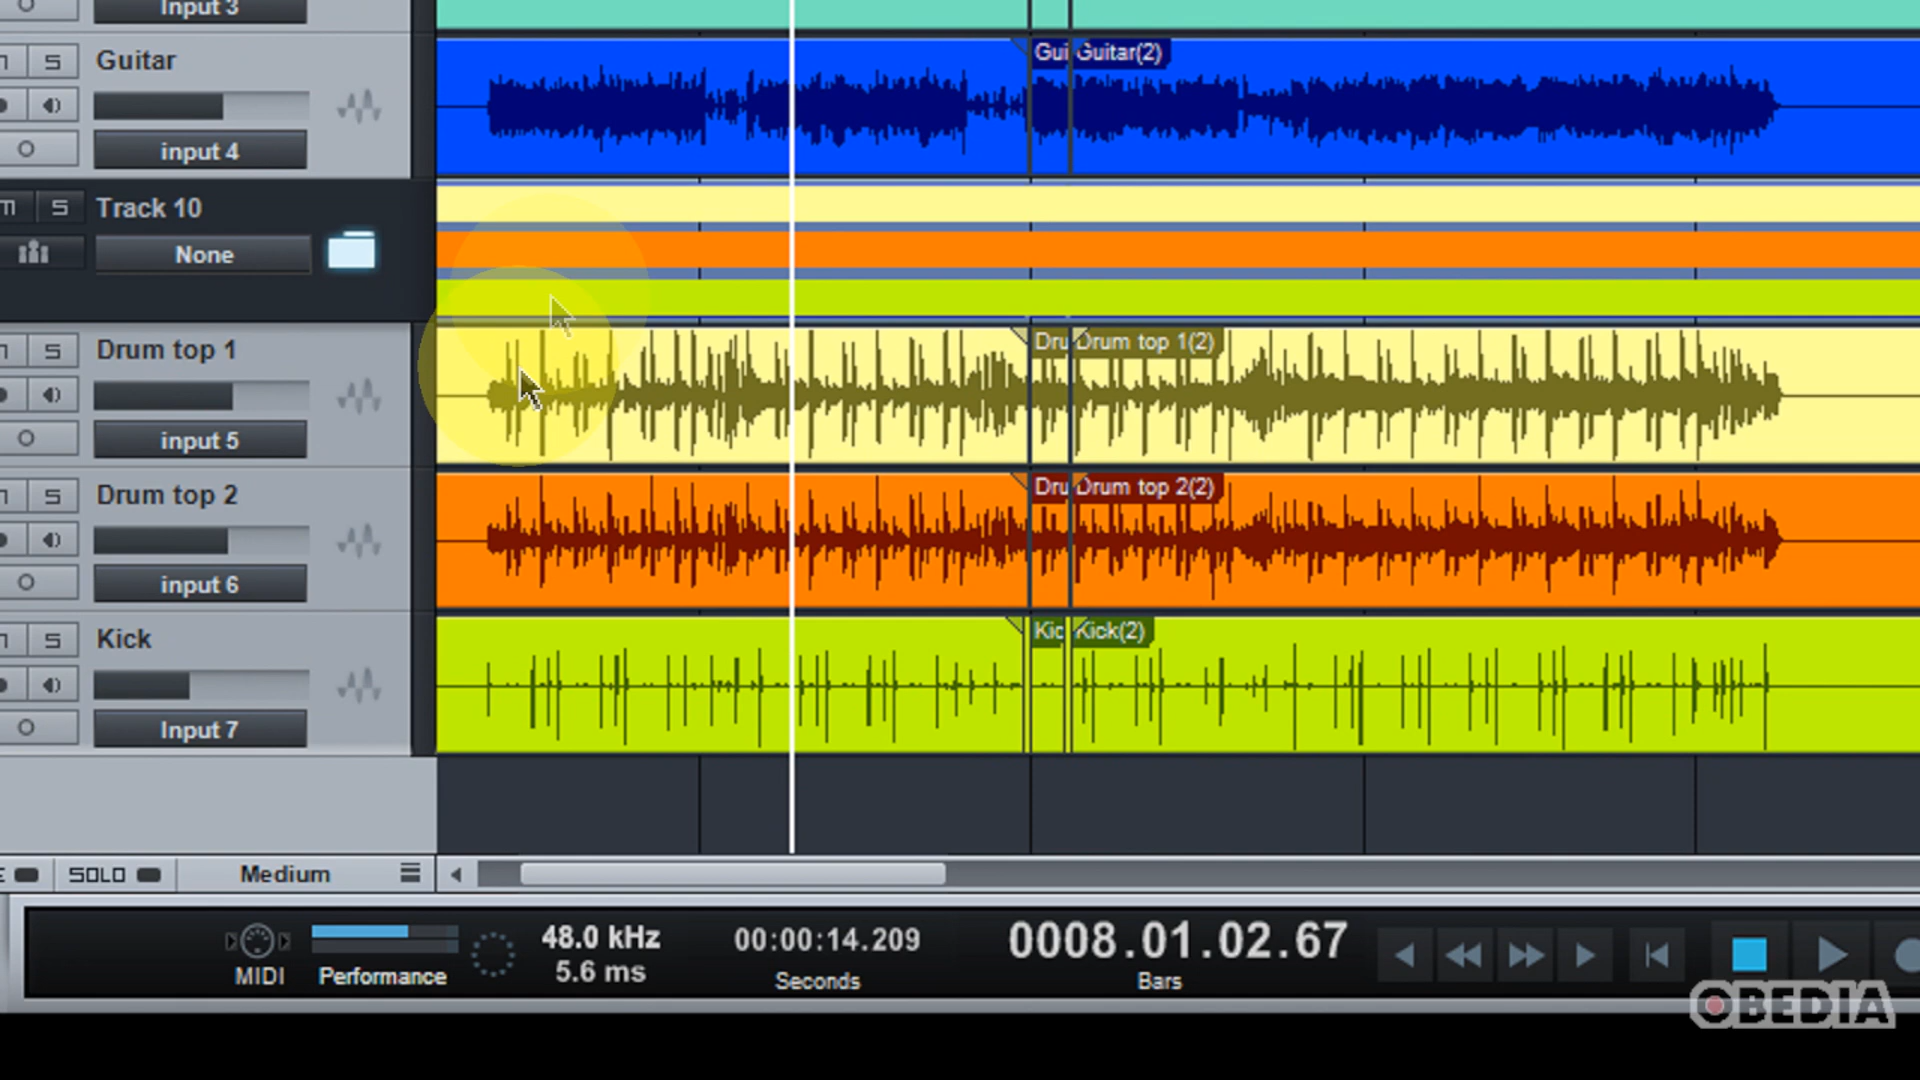 Input 3
S Guitar
input 4
Gui Guitar(2)
m S Track 10
None
S Drum top 1
input 5
Dru Drum top 1(2)
S Drum top 2
input 6
Dru Drum top 2(2)
S Kick
Input 7
Kic Kick(2)
SOLO Medium
MIDI
Performance
48.0 kHz
5.6 ms
00:00:14.209
Seconds
0008.01.02.67
Bars
OBEDIA